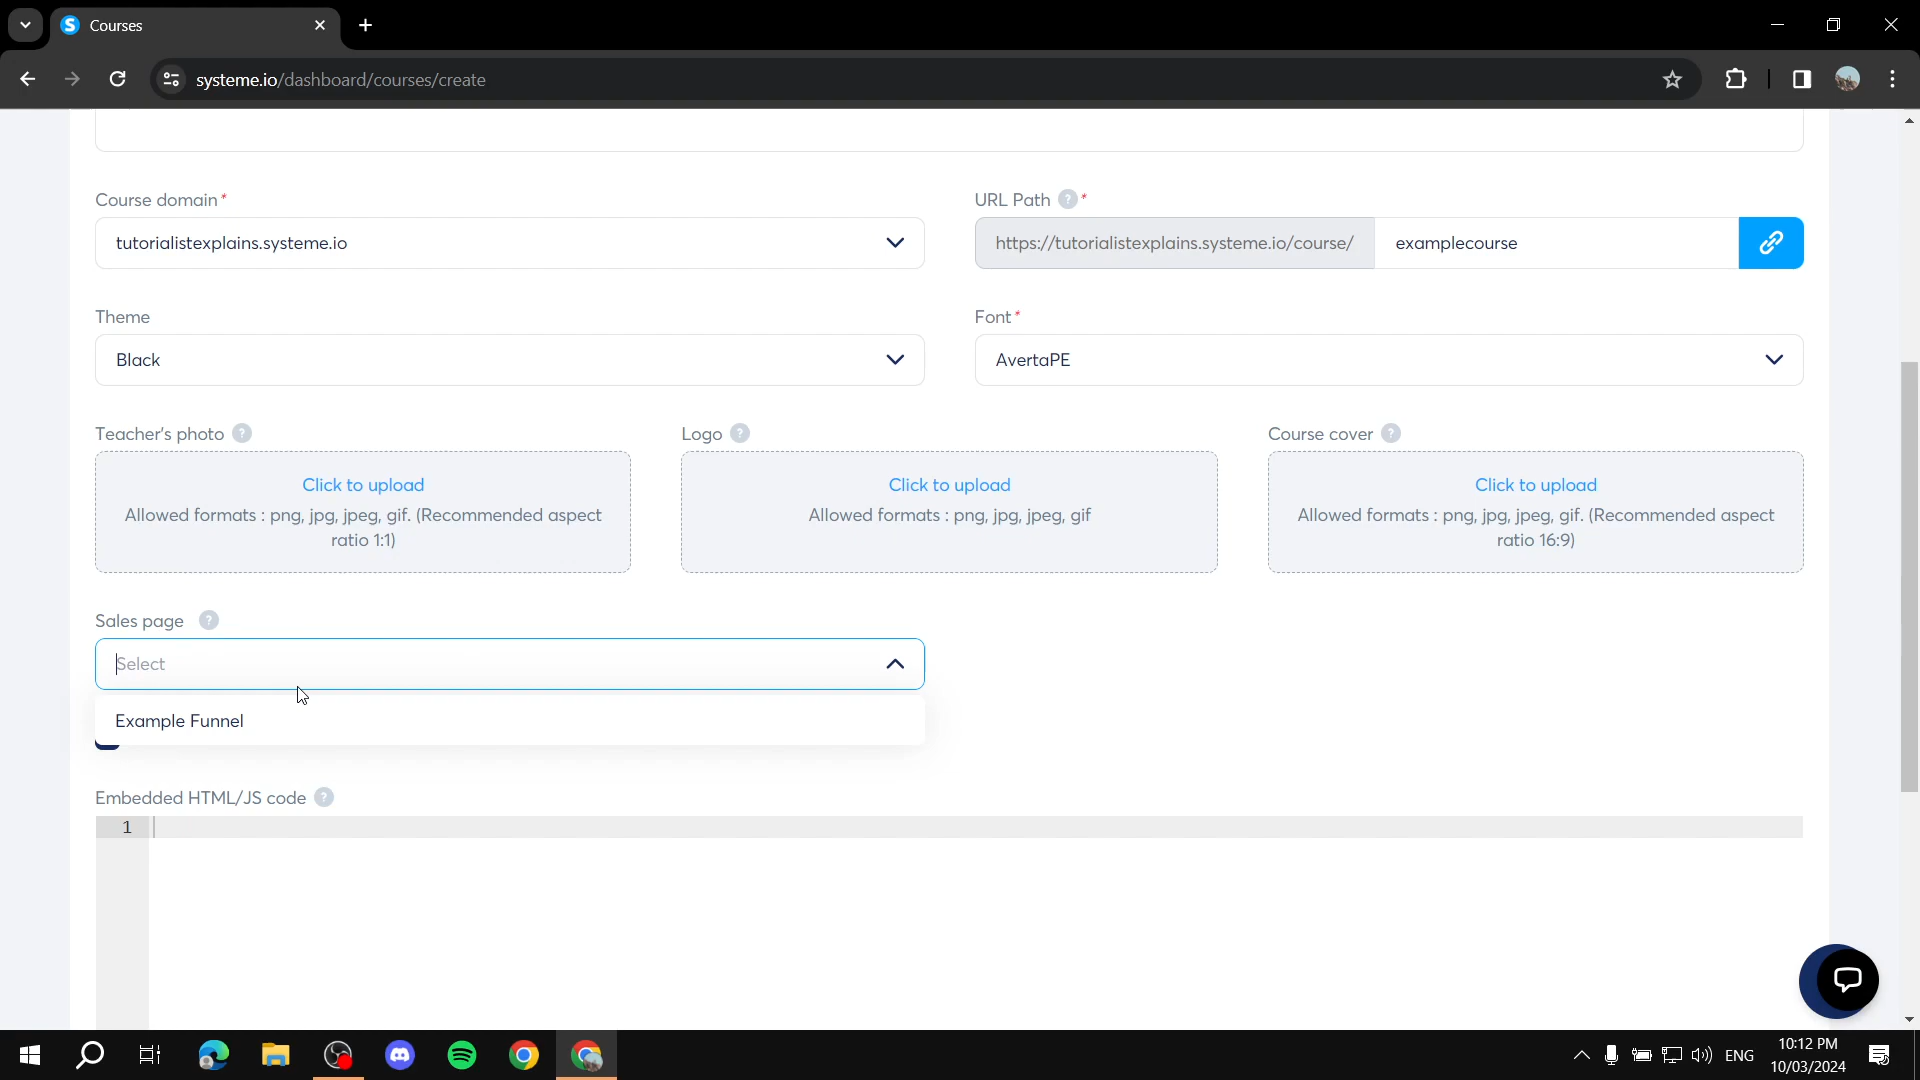 Courses
systeme.io/dashboard/courses/create
Course domain*
tutorialistexplains.systeme.io
URL Path ? *
https://tutorialistexplains.systeme.io/course/ examplecourse
Theme
Black
Font*
AvertaPE
Teacher's photo ?
Click to upload
Allowed formats : png, jpg, jpeg, gif. (Recommended aspect
ratio 1:1)
Logo ?
Click to upload
Allowed formats : png, jpg, jpeg, gif
Course cover ?
Click to upload
Allowed formats : png, jpg, jpeg, gif. (Recommended aspect
ratio 16:9)
Sales page ?
Select
Example Funnel
Embedded HTML/JS code ?
1
ENG
10:12 PM
10/03/2024